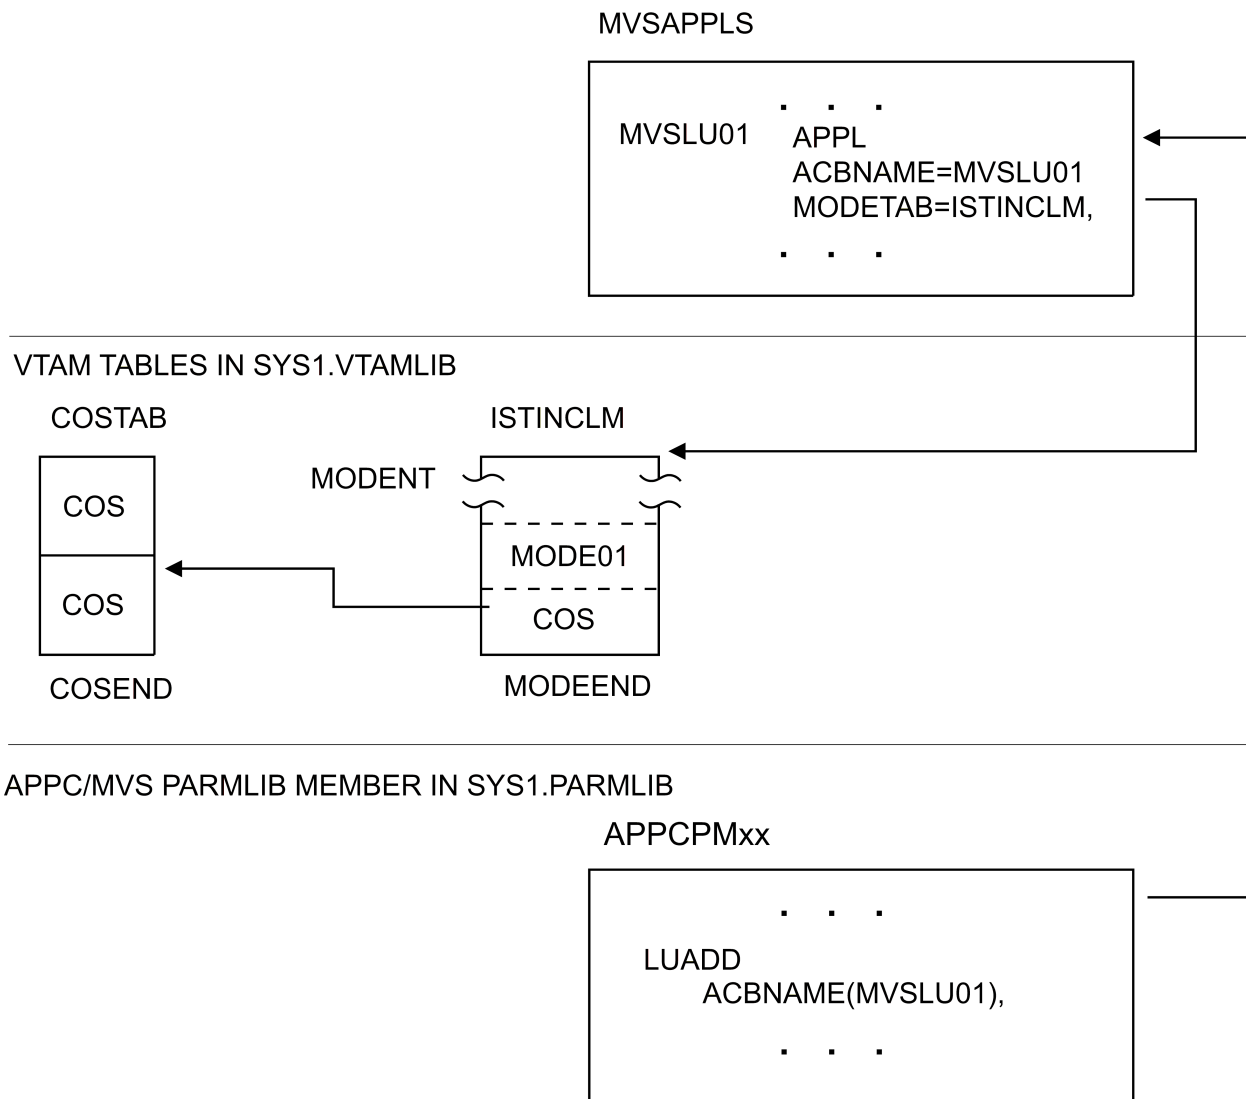 MVSAPPLS
. . .
MVSLU01 APPL
ACBNAME=MVSLU01
MODETAB=ISTINCLM,
. . .
VTAM TABLES IN SYS1.VTAMLIB
COSTAB
ISTINCLM
MODENT
COS
MODE01
COS
COS
COSEND
MODEEND
APPC/MVS PARMLIB MEMBER IN SYS1.PARMLIB
APPCPMxx
. . .
LUADD
ACBNAME(MVSLU01),
. . .